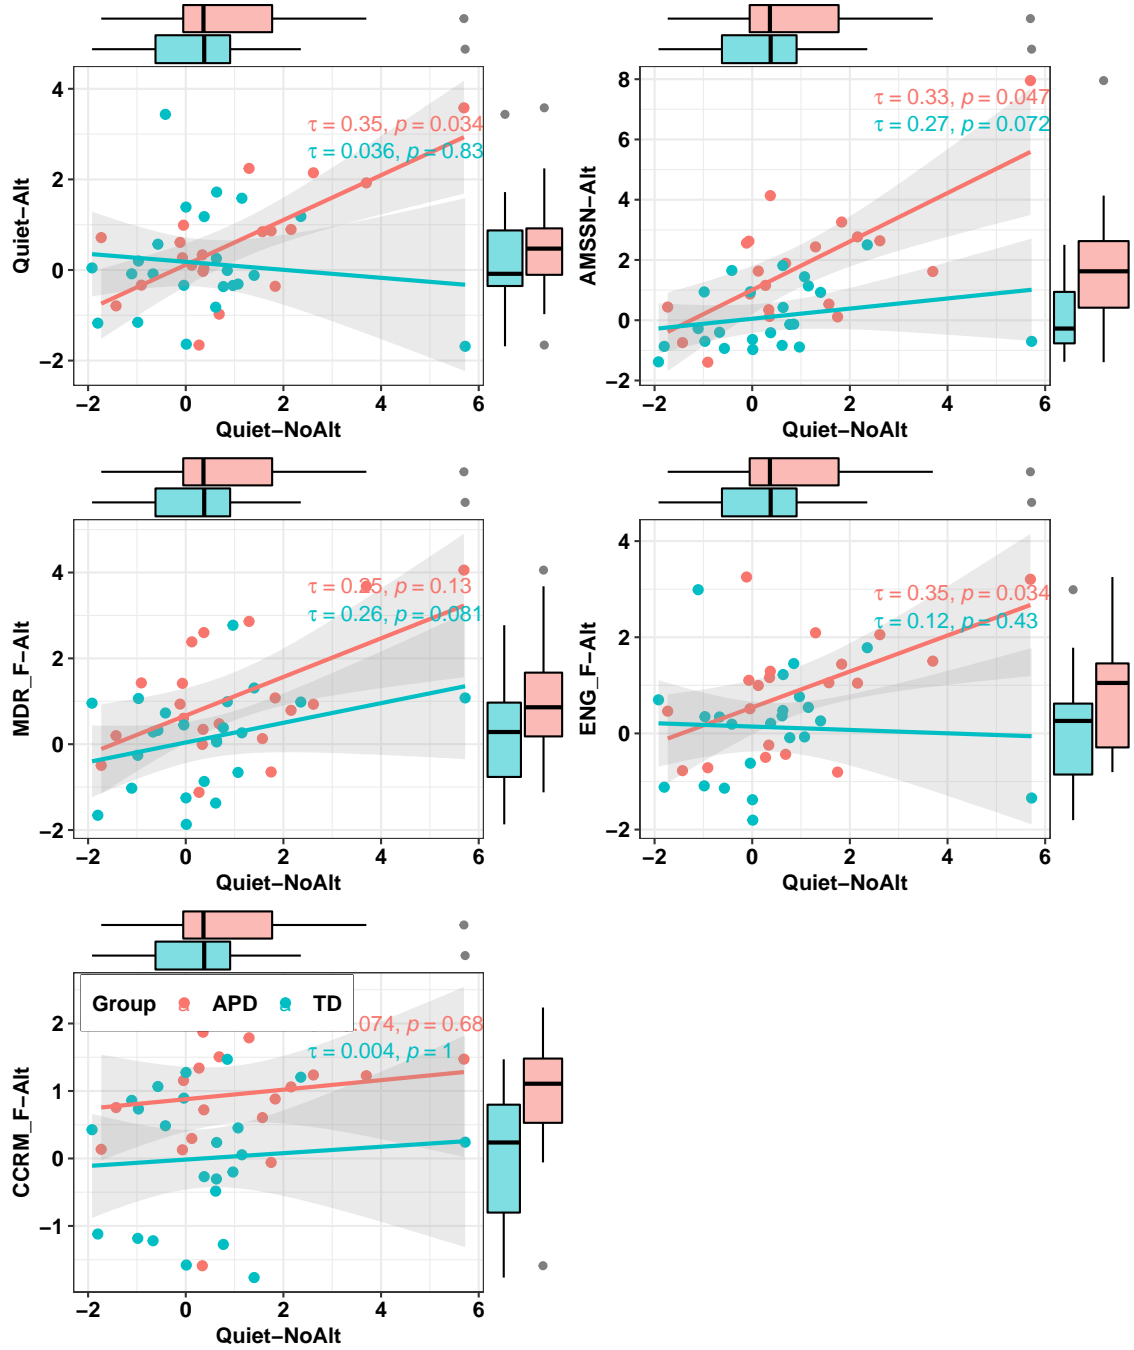 4
2
0
−2
Quiet−Alt
τ = 0.35, p = 0.034
τ = 0.036, p = 0.83
−2 0 2 4 6
Quiet−NoAlt
8
6
4
2
0
−2
AMSSN−Alt
τ = 0.33, p = 0.047
τ = 0.27, p = 0.072
−2 0 2 4 6
Quiet−NoAlt
4
2
0
−2
MDR_F−Alt
τ = 0.25, p = 0.13
τ = 0.26, p = 0.081
−2 0 2 4 6
Quiet−NoAlt
4
2
0
−2
ENG_F−Alt
τ = 0.35, p = 0.034
τ = 0.12, p = 0.43
−2 0 2 4 6
Quiet−NoAlt
2
1
0
−1
CCRM_F−Alt
Group APD TD
.074, p = 0.68
τ = 0.004, p = 1
−2 0 2 4 6
Quiet−NoAlt